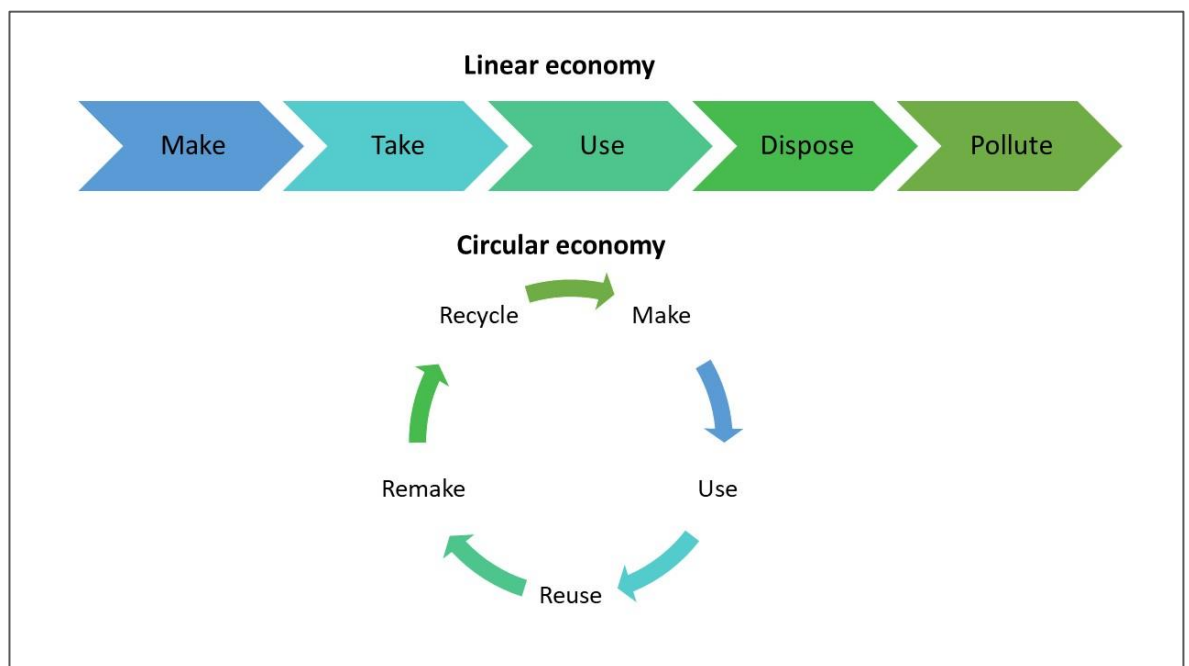 Linear economy
Make Take Use Dispose Pollute
Circular economy
Recycle Make
Remake Use
Reuse